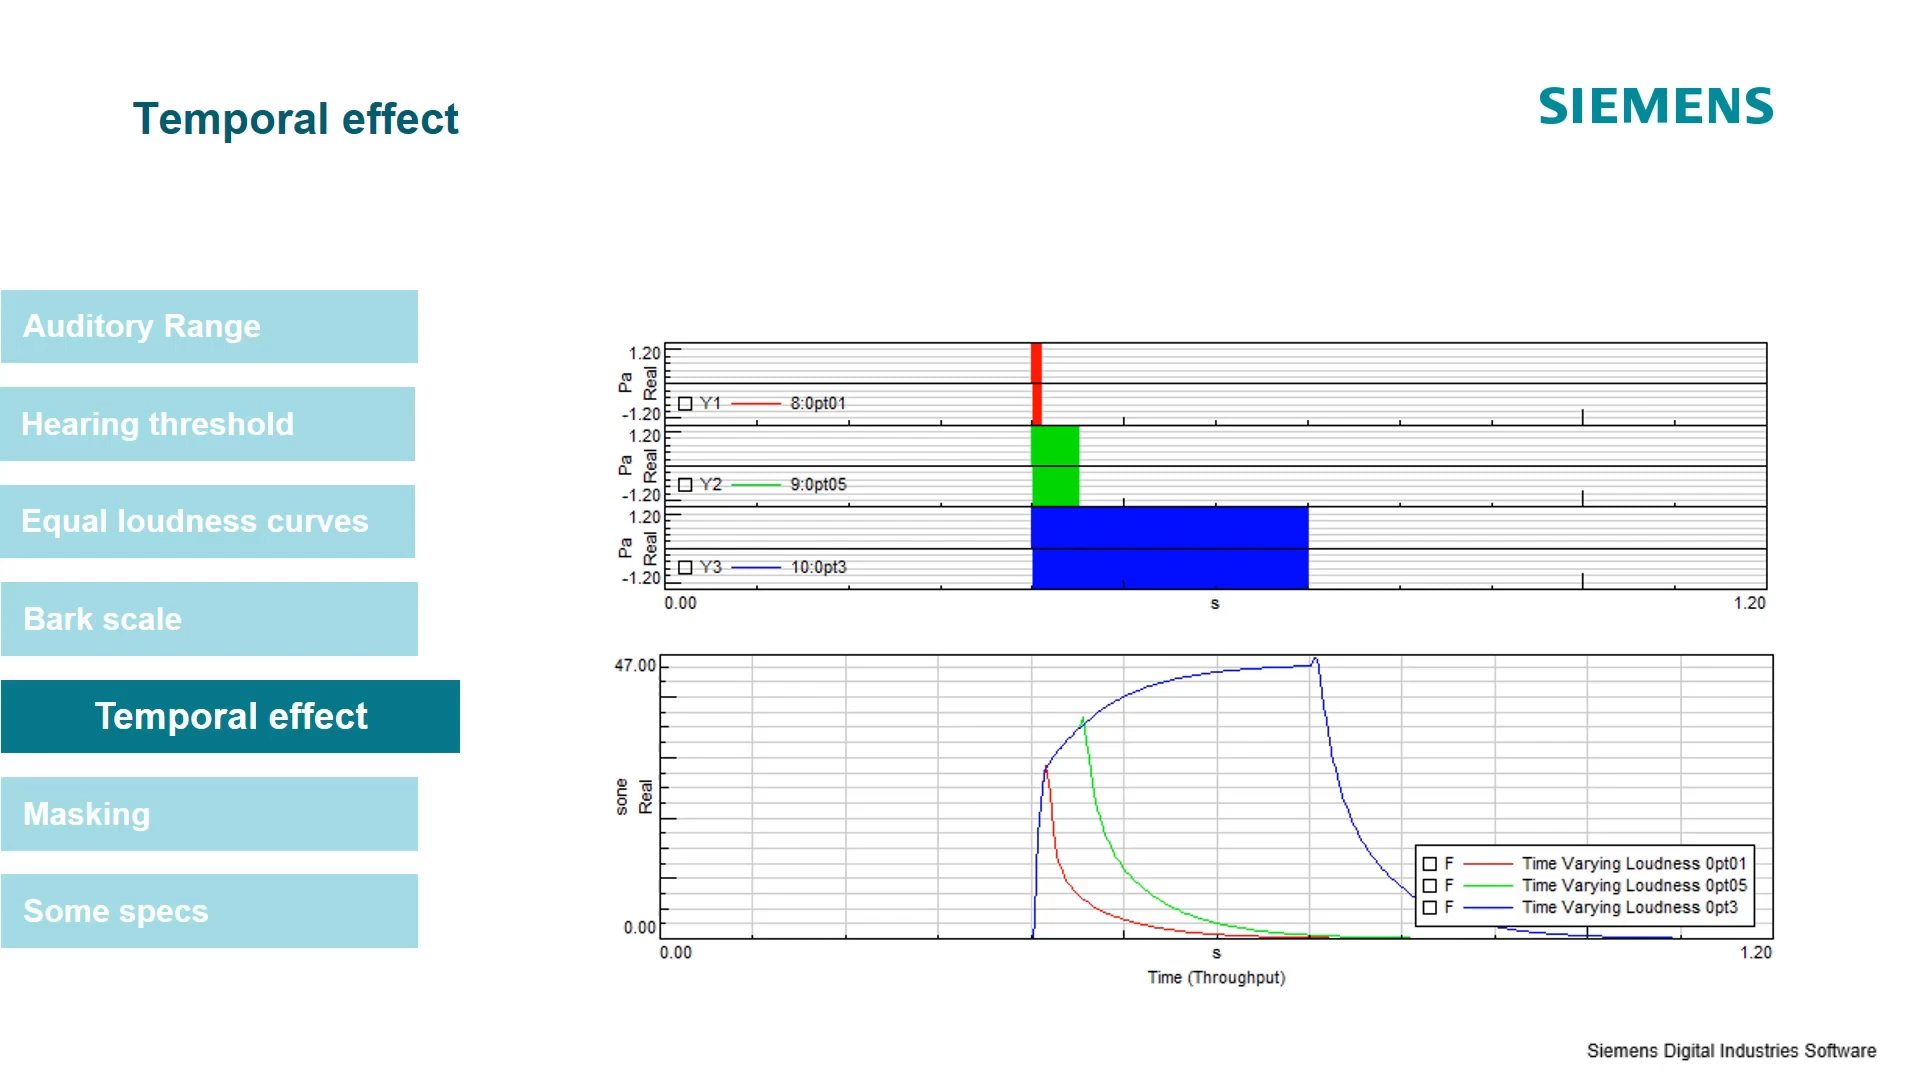 Temporal effect
SIEMENS
Auditory Range
Hearing threshold
Equal loudness curves
Bark scale
Temporal effect
Masking
Some specs
1.20
Pa
Real
-1.20
Y1 8:0pt01
1.20
Pa
Real
-1.20
Y2 9:0pt05
1.20
Pa
Real
-1.20
Y3 10:0pt3
0.00 s 1.20
47.00
sone
Real
0.00
F Time Varying Loudness 0pt01
F Time Varying Loudness 0pt05
F Time Varying Loudness 0pt3
0.00 s 1.20
Time (Throughput)
Siemens Digital Industries Software